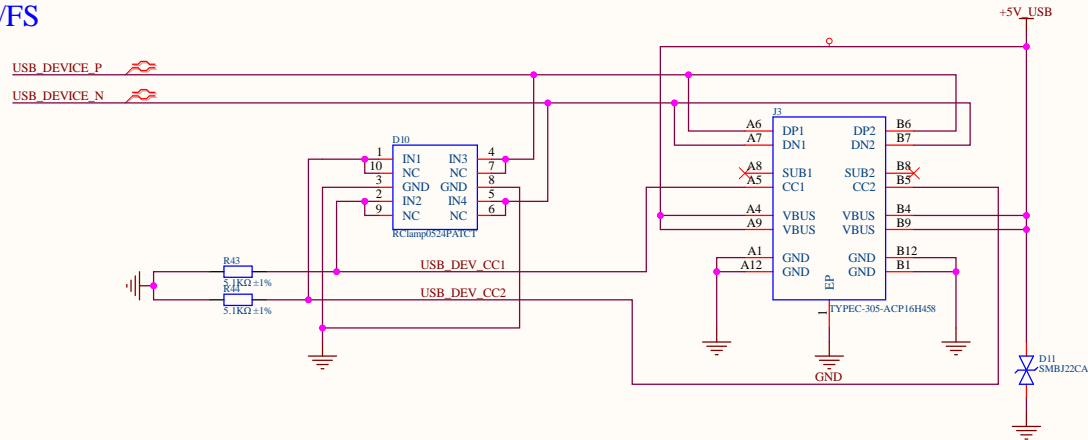 /FS
+5V_USB
USB_DEVICE_P
USB_DEVICE_N
D10
1 IN1 IN3 4
10 NC NC 7
3 GND GND 8
2 IN2 IN4 5
9 NC NC 6
RClamp0524PATCT
J3
A6 DP1 DP2 B6
A7 DN1 DN2 B7
A8 SUB1 SUB2 B8
A5 CC1 CC2 B5
A4 VBUS VBUS B4
A9 VBUS VBUS B9
A1 GND GND B12
A12 GND GND B1
EP
1
TYPEC-305-ACP16H458
R43
5.1KΩ ±1%
R44
5.1KΩ ±1%
USB_DEV_CC1
USB_DEV_CC2
GND
D11
SMBJ22CA